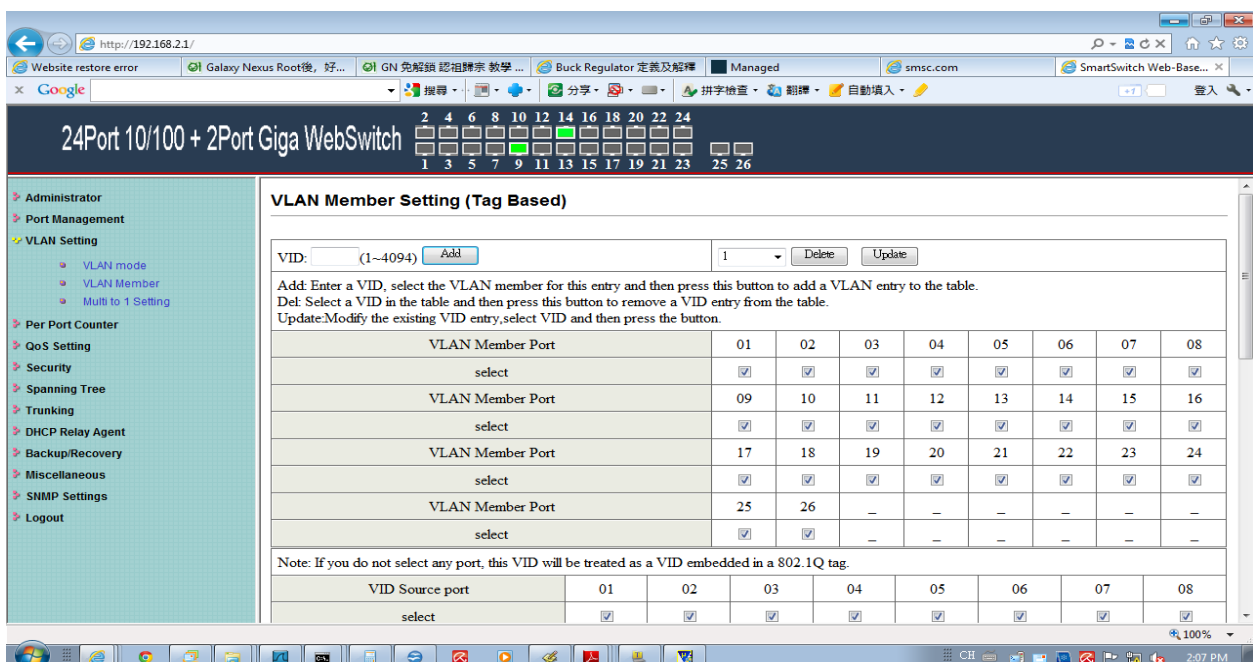 http://192.168.2.1/
Website restore error
Galaxy Nexus Root後，好...
GN 免解鎖 認祖歸宗 教學 ...
Buck Regulator 定義及解釋
Managed
smsc.com
SmartSwitch Web-Base...
x Google 搜尋 分享 拼字檢查 翻譯 自動填入 +1 登入
24Port 10/100 + 2Port Giga WebSwitch
2 4 6 8 10 12 14 16 18 20 22 24
1 3 5 7 9 11 13 15 17 19 21 23 25 26
Administrator
Port Management
VLAN Setting
VLAN mode
VLAN Member
Multi to 1 Setting
Per Port Counter
QoS Setting
Security
Spanning Tree
Trunking
DHCP Relay Agent
Backup/Recovery
Miscellaneous
SNMP Settings
Logout
VLAN Member Setting (Tag Based)
VID: (1~4094) Add 1 Delete Update
Add: Enter a VID, select the VLAN member for this entry and then press this button to add a VLAN entry to the table.
Del: Select a VID in the table and then press this button to remove a VID entry from the table.
Update:Modify the existing VID entry,select VID and then press the button.
VLAN Member Port 01 02 03 04 05 06 07 08
select
VLAN Member Port 09 10 11 12 13 14 15 16
select
VLAN Member Port 17 18 19 20 21 22 23 24
select
VLAN Member Port 25 26 _ _ _ _ _ _
select _ _ _ _ _ _
Note: If you do not select any port, this VID will be treated as a VID embedded in a 802.1Q tag.
VID Source port 01 02 03 04 05 06 07 08
select
100%
CH 2:07 PM